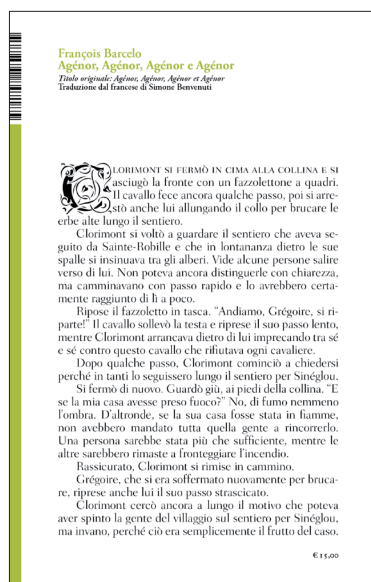 François Barcelo
Agénor, Agénor, Agénor e Agénor
Titolo originale: Agénor, Agénor, Agénor et Agénor
Traduzione dal francese di Simone Benvenuti
CLORIMONT SI FERMÒ IN CIMA ALLA COLLINA E SI
asciugò la fronte con un fazzolettone a quadri.
Il cavallo fece ancora qualche passo, poi si arre-
stò anche lui allungando il collo per brucare le
erbe alte lungo il sentiero.
Clorimont si voltò a guardare il sentiero che aveva se-
guito da Sainte-Robille e che in lontananza dietro le sue
spalle si insinuava tra gli alberi. Vide alcune persone salire
verso di lui. Non poteva ancora distinguerle con chiarezza,
ma camminavano con passo rapido e lo avrebbero certa-
mente raggiunto di lì a poco.
Ripose il fazzoletto in tasca. “Andiamo, Grégoire, si ri-
parte!” Il cavallo sollevò la testa e riprese il suo passo lento,
mentre Clorimont arrancava dietro di lui imprecando tra sé
e sé contro questo cavallo che rifiutava ogni cavaliere.
Dopo qualche passo, Clorimont cominciò a chiedersi
perché in tanti lo seguissero lungo il sentiero per Sinéglou.
Si fermò di nuovo. Guardò giù, ai piedi della collina. “E
se la mia casa avesse preso fuoco?” No, di fumo nemmeno
l’ombra. D’altronde, se la sua casa fosse stata in fiamme,
non avrebbero mandato tutta quella gente a rincorrerlo.
Una persona sarebbe stata più che sufficiente, mentre le
altre sarebbero rimaste a fronteggiare l’incendio.
Rassicurato, Clorimont si rimise in cammino.
Grégoire, che si era soffermato nuovamente per bruca-
re, riprese anche lui il suo passo strascicato.
Clorimont cercò ancora a lungo il motivo che poteva
aver spinto la gente del villaggio sul sentiero per Sinéglou,
ma invano, perché ciò era semplicemente il frutto del caso.
€ 15,00